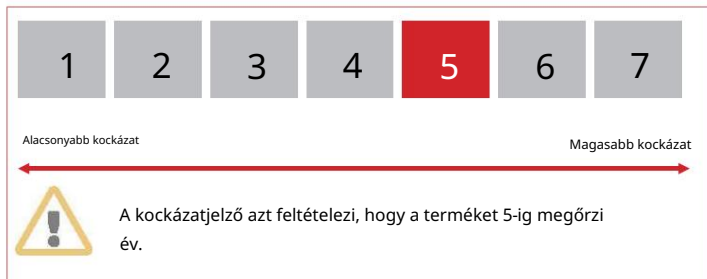 1 2 3 4 5 6 7
Alacsonyabb kockázat
Magasabb kockázat
A kockázatjelző azt feltételezi, hogy a terméket 5-ig megőrzi
év.